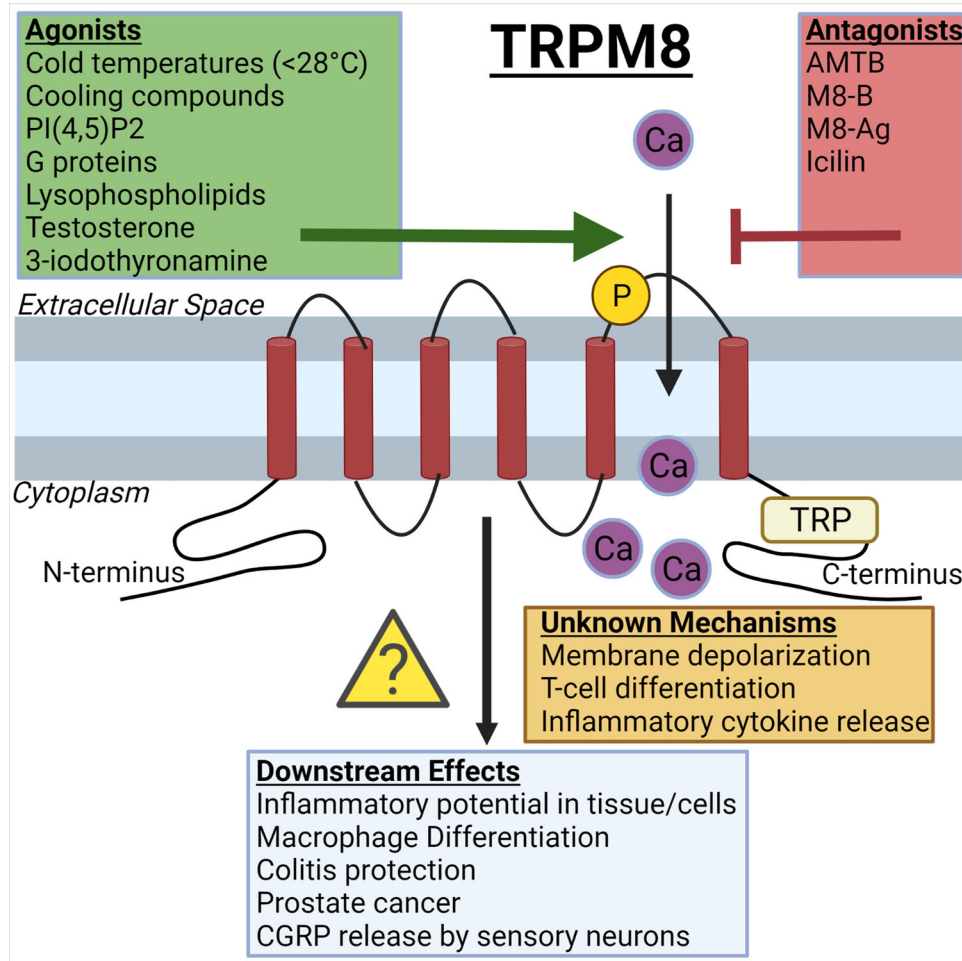 Agonists
Cold temperatures (<28°C)
Cooling compounds
PI(4,5)P2
G proteins
Lysophospholipids
Testosterone
3-iodothyronamine
TRPM8
Antagonists
AMTB
M8-B
M8-Ag
Icilin
Ca
P
Extracellular Space
Ca
Cytoplasm
TRP
Ca
Ca
N-terminus
C-terminus
?
Unknown Mechanisms
Membrane depolarization
T-cell differentiation
Inflammatory cytokine release
Downstream Effects
Inflammatory potential in tissue/cells
Macrophage Differentiation
Colitis protection
Prostate cancer
CGRP release by sensory neurons